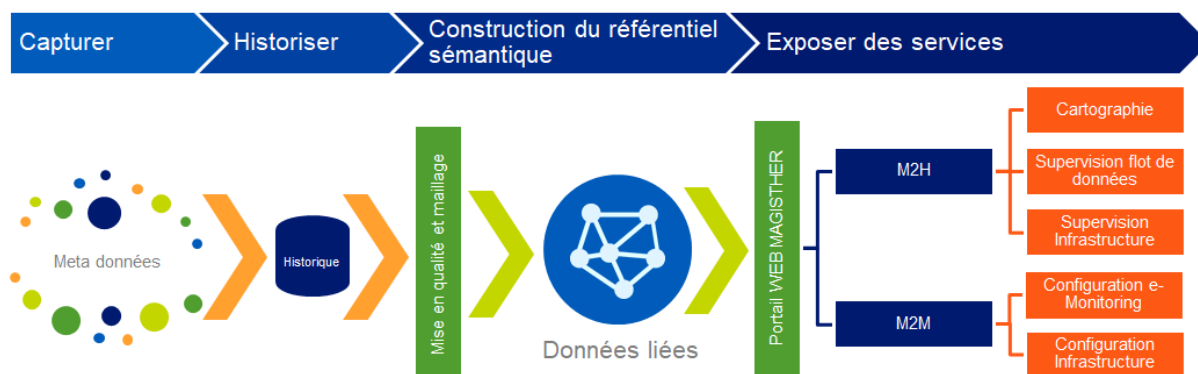 Capturer
Historiser
Construction du référentiel
sémantique
Exposer des services
Meta données
Historique
Mise en qualité et maillage
Données liées
Portail WEB MAGISTHER
M2H
Cartographie
Supervision flot de
données
Supervision
Infrastructure
M2M
Configuration e-
Monitoring
Configuration
Infrastructure